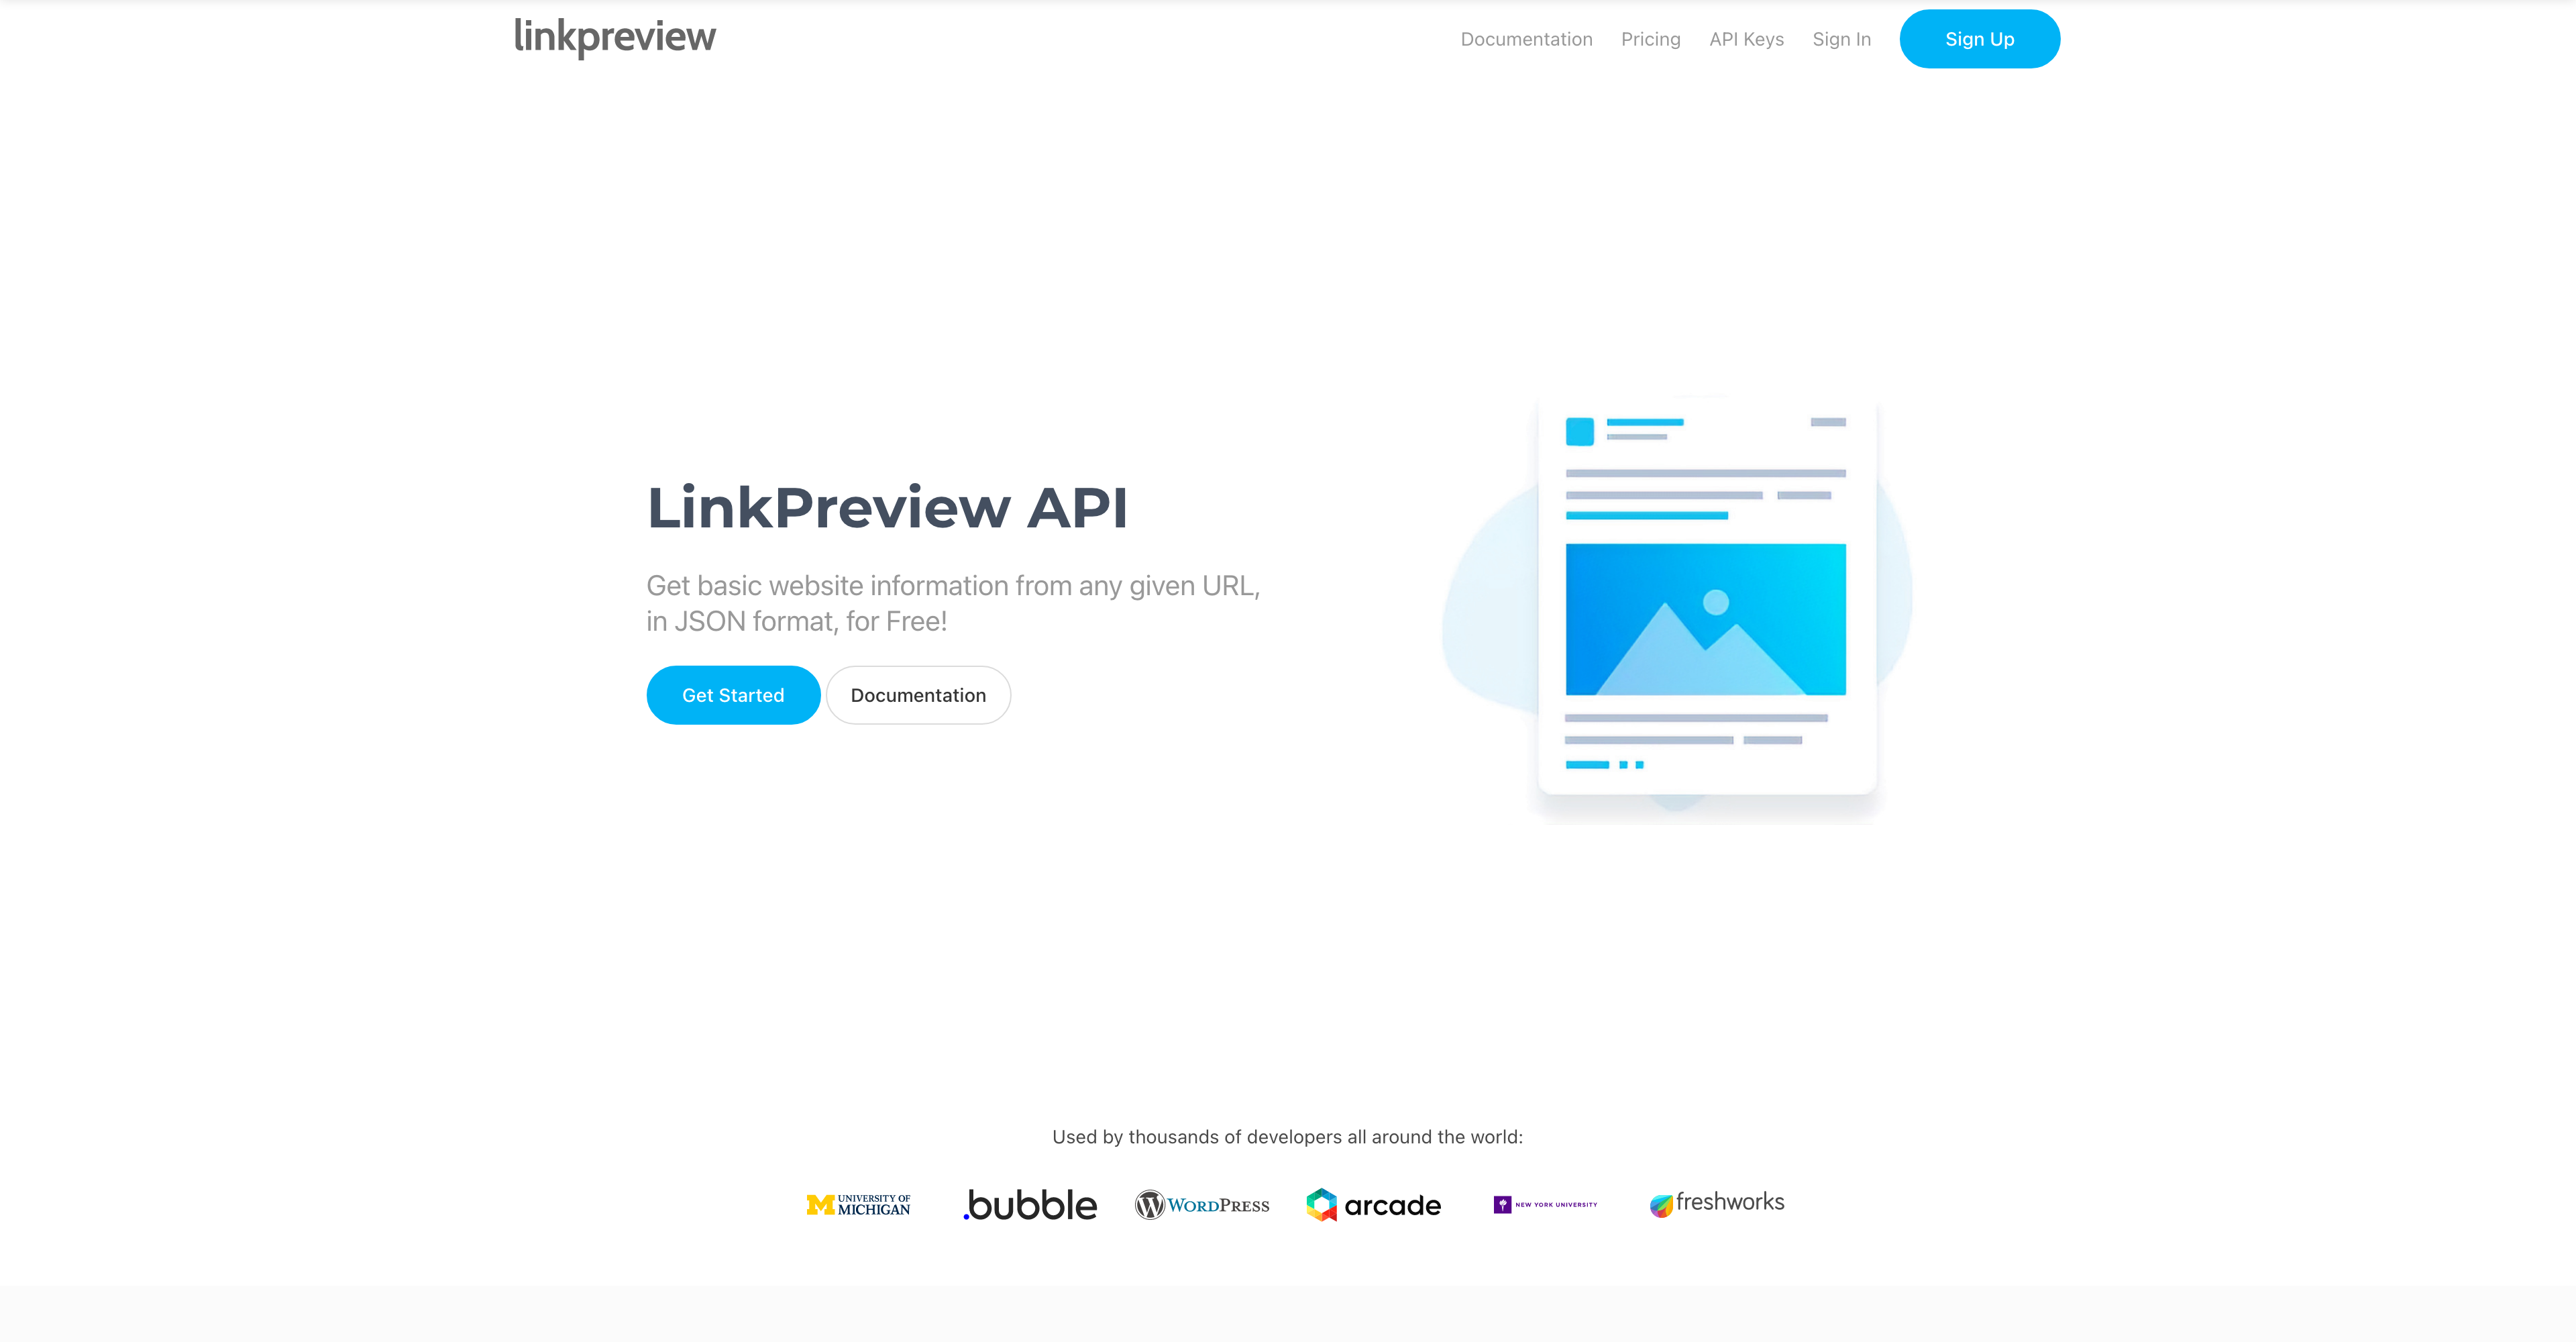 linkpreview
Documentation
Pricing
API Keys
Sign In
Sign Up
LinkPreview API
Get basic website information from any given URL,
in JSON format, for Free!
Get Started
Documentation
Used by thousands of developers all around the world:
UNIVERSITY OF
MICHIGAN
.bubble
WORDPRESS
arcade
NEW YORK UNIVERSITY
freshworks